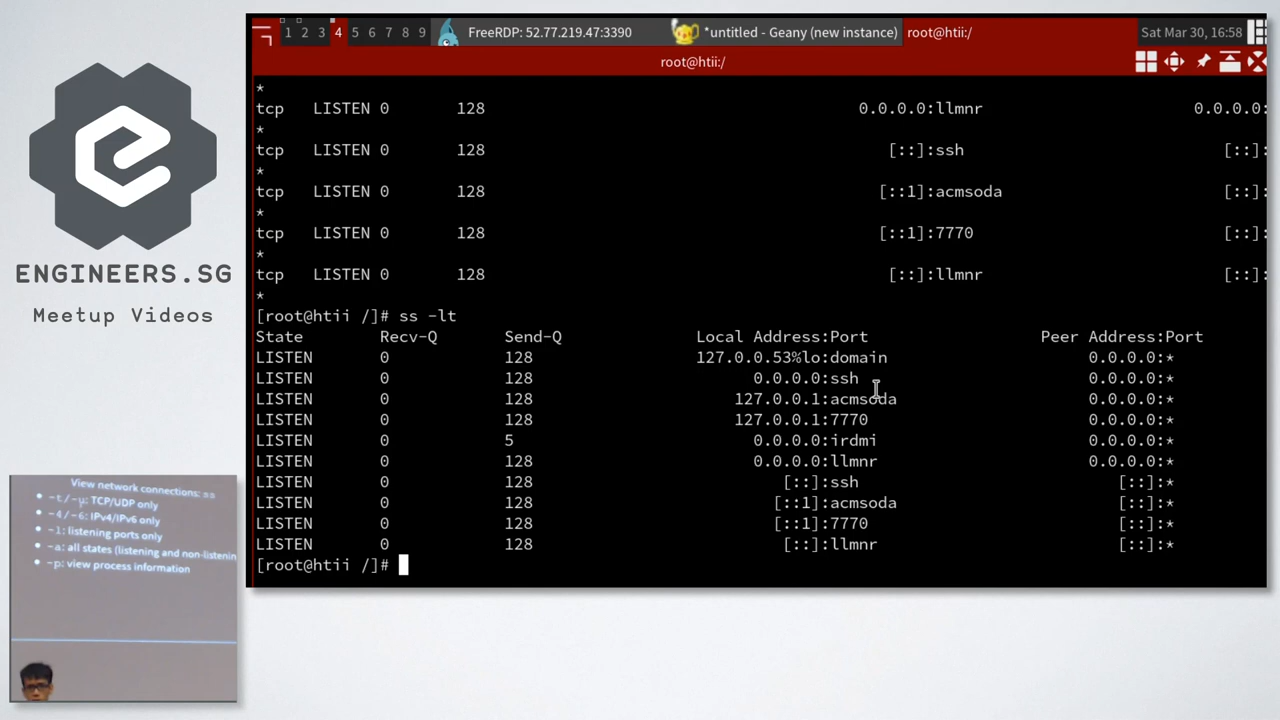 1 2 3 4 5 6 7 8 9 FreeRDP: 52.77.219.47:3390 *untitled - Geany (new instance) root@htii:/ Sat Mar 30, 16:58
root@htii:/
*
tcp LISTEN 0 128 0.0.0.0:llmnr 0.0.0.0:
*
tcp LISTEN 0 128 [::]:ssh [::]:
*
tcp LISTEN 0 128 [::1]:acmsoda [::]:
*
tcp LISTEN 0 128 [::1]:7770 [::]:
*
tcp LISTEN 0 128 [::]:llmnr [::]:
*
[root@htii /]# ss -lt
State Recv-Q Send-Q Local Address:Port Peer Address:Port
LISTEN 0 128 127.0.0.53%lo:domain 0.0.0.0:*
LISTEN 0 128 0.0.0.0:ssh 0.0.0.0:*
LISTEN 0 128 127.0.0.1:acmsoda 0.0.0.0:*
LISTEN 0 128 127.0.0.1:7770 0.0.0.0:*
LISTEN 0 5 0.0.0.0:irdmi 0.0.0.0:*
LISTEN 0 128 0.0.0.0:llmnr 0.0.0.0:*
LISTEN 0 128 [::]:ssh [::]:*
LISTEN 0 128 [::1]:acmsoda [::]:*
LISTEN 0 128 [::1]:7770 [::]:*
LISTEN 0 128 [::]:llmnr [::]:*
[root@htii /]#
ENGINEERS.SG
Meetup Videos
View network connections: ss
-t/-u: TCP/UDP only
-4/-6: IPv4/IPv6 only
-l: listening ports only
-a: all states (listening and non-listenin
-p: view process information